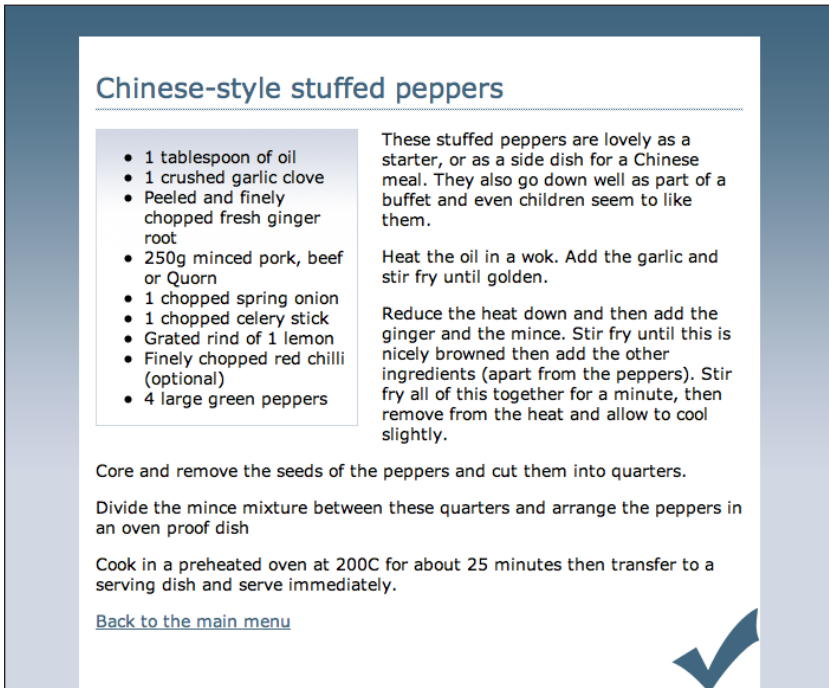 Chinese-style stuffed peppers
1 tablespoon of oil
1 crushed garlic clove
Peeled and finely
chopped fresh ginger
root
250g minced pork, beef
or Quorn
1 chopped spring onion
1 chopped celery stick
Grated rind of 1 lemon
Finely chopped red chilli
(optional)
4 large green peppers
These stuffed peppers are lovely as a
starter, or as a side dish for a Chinese
meal. They also go down well as part of a
buffet and even children seem to like
them.
Heat the oil in a wok. Add the garlic and
stir fry until golden.
Reduce the heat down and then add the
ginger and the mince. Stir fry until this is
nicely browned then add the other
ingredients (apart from the peppers). Stir
fry all of this together for a minute, then
remove from the heat and allow to cool
slightly.
Core and remove the seeds of the peppers and cut them into quarters.
Divide the mince mixture between these quarters and arrange the peppers in
an oven proof dish
Cook in a preheated oven at 200C for about 25 minutes then transfer to a
serving dish and serve immediately.
Back to the main menu